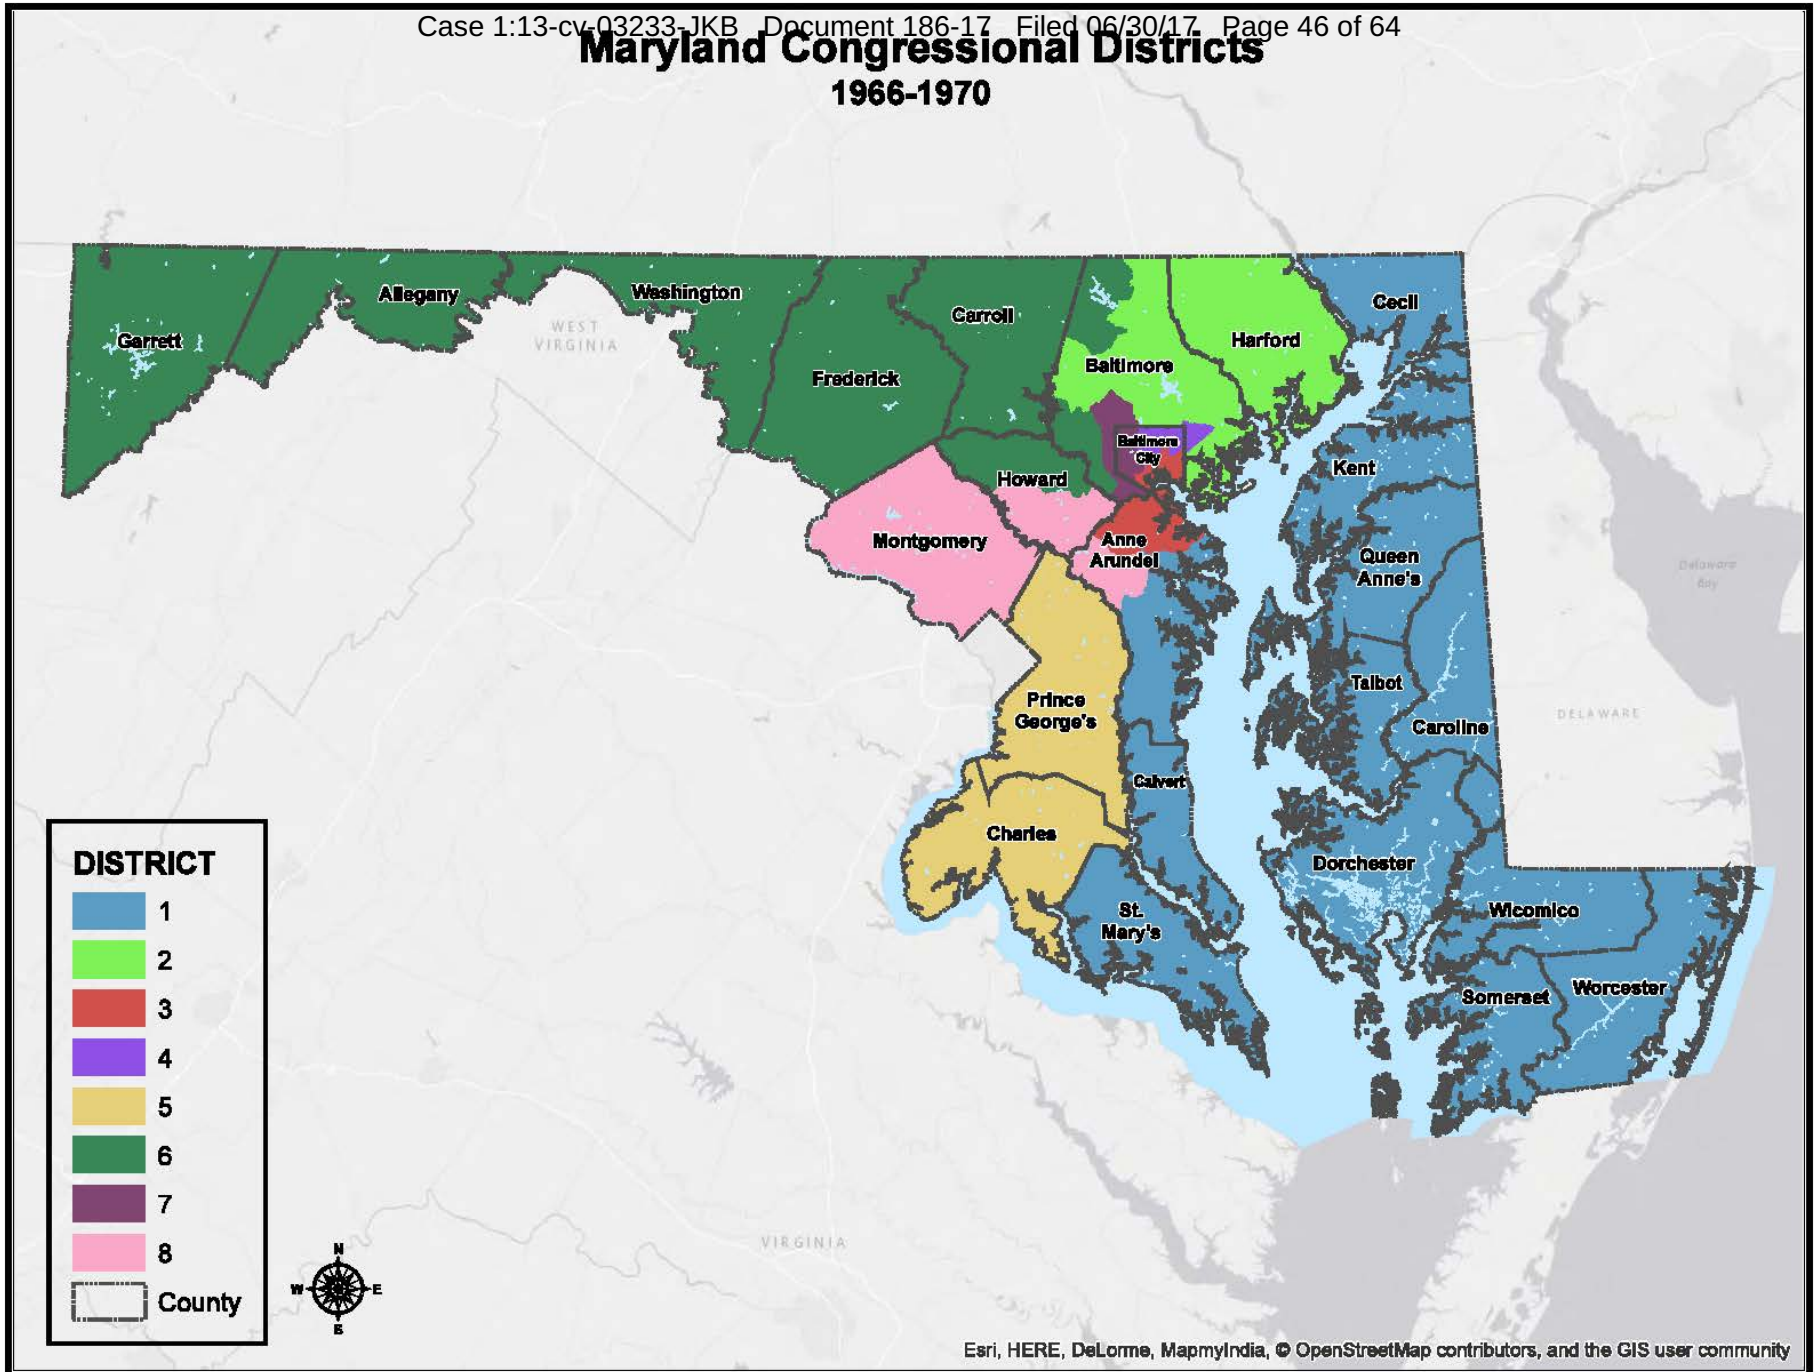 Case 1:13-cv-03233-JKB Document 186-17 Filed 06/30/17 Page 46 of 64
Maryland Congressional Districts
1966-1970
Garrett
Allegany
Washington
Frederick
Carroll
Baltimore
Harford
Cecil
WEST
VIRGINIA
Baltimore
City
Howard
Montgomery
Anne
Arundel
Kent
Queen
Anne's
Delaware
Bay
Talbot
Caroline
DELAWARE
Prince
George's
Calvert
Charles
St.
Mary's
Dorchester
Wicomico
Somerset
Worcester
VIRGINIA
DISTRICT
1
2
3
4
5
6
7
8
County
N
W
E
S
Esri, HERE, DeLorme, MapmyIndia, © OpenStreetMap contributors, and the GIS user community